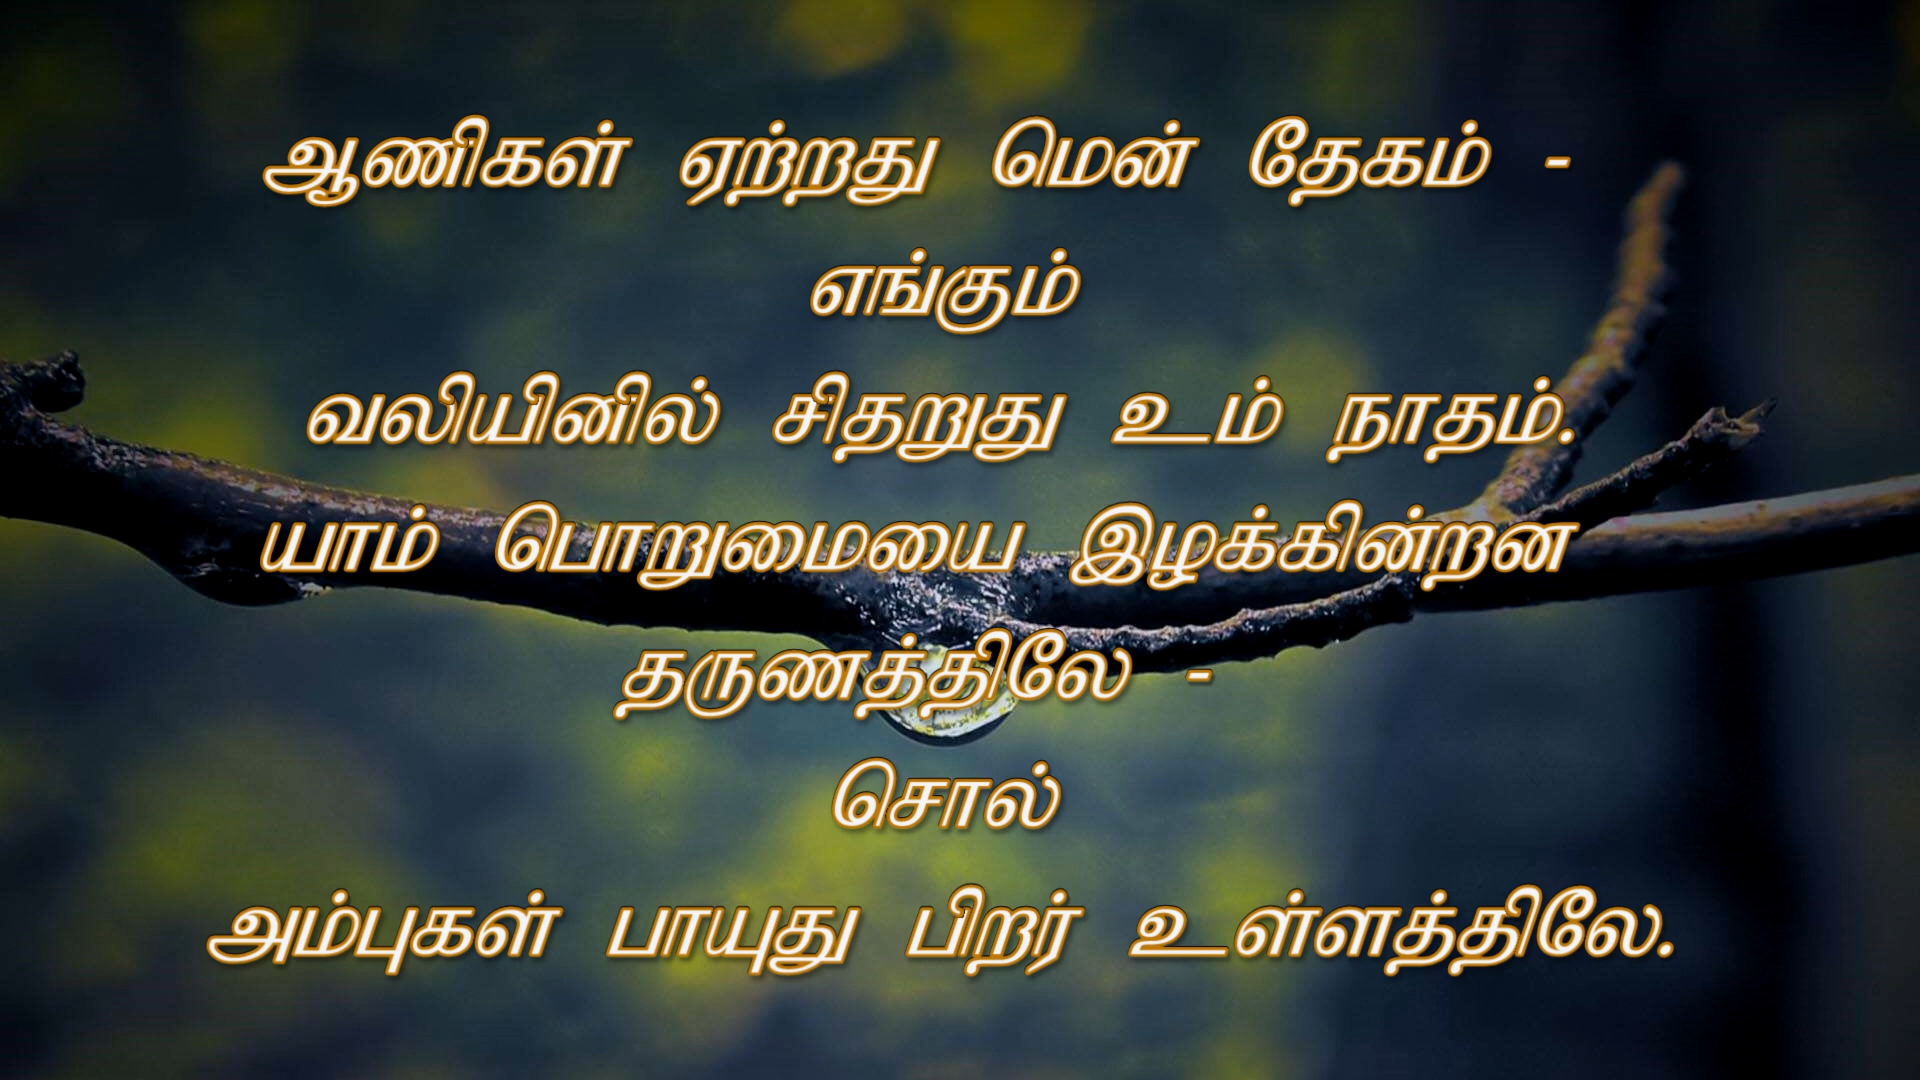 ஆணிகள் ஏற்றது மென் தேகம் -
எங்கும்
வலியினில் சிதறுது உம் நாதம்.
யாம் பொறுமையை இழக்கின்றன
தருணத்திலே -
சொல்
அம்புகள் பாயுது பிறர் உள்ளத்திலே.